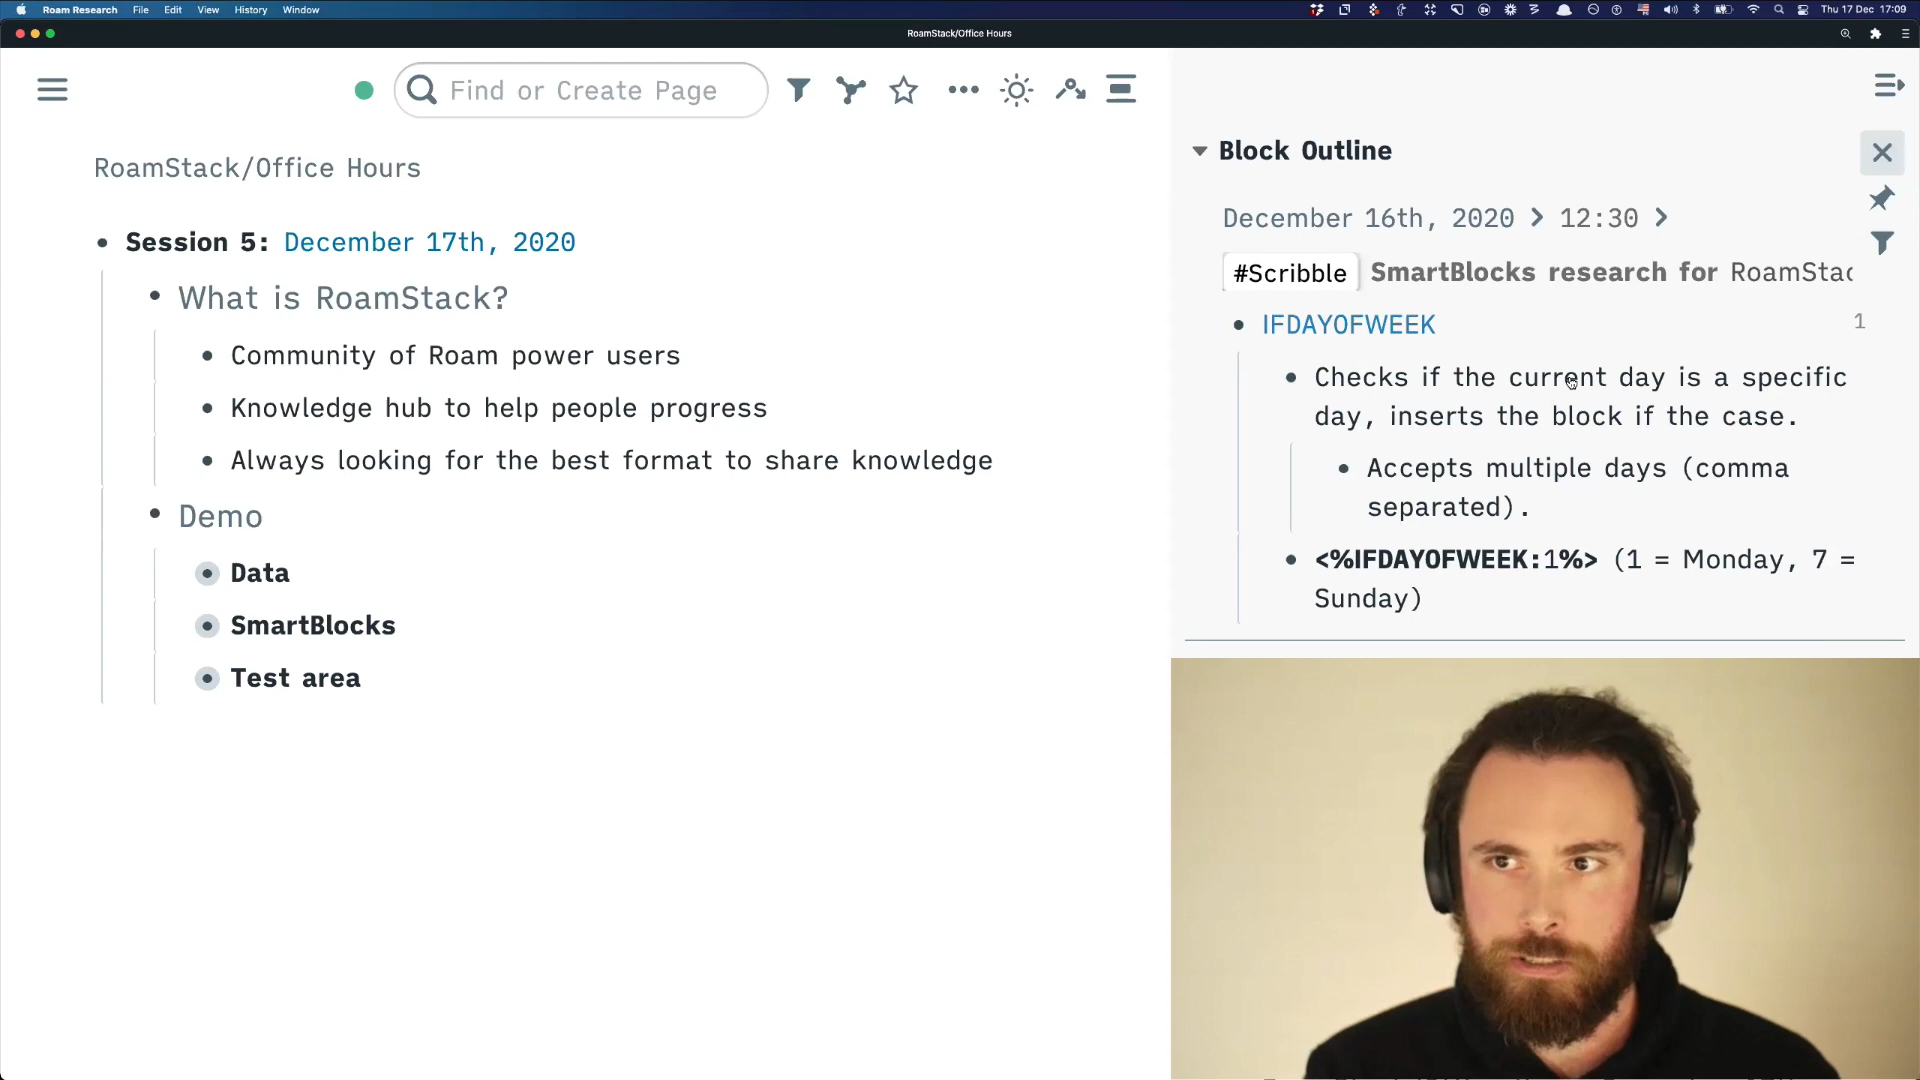 Roam Research File Edit View History Window
Thu 17 Dec 17:09
RoamStack/Office Hours
Find or Create Page
RoamStack/Office Hours
Session 5: December 17th, 2020
What is RoamStack?
Community of Roam power users
Knowledge hub to help people progress
Always looking for the best format to share knowledge
Demo
Data
SmartBlocks
Test area
Block Outline
December 16th, 2020 > 12:30 >
#Scribble SmartBlocks research for RoamStac
IFDAYOFWEEK 1
Checks if the current day is a specific
day, inserts the block if the case.
Accepts multiple days (comma
separated).
<%IFDAYOFWEEK:1%> (1 = Monday, 7 =
Sunday)